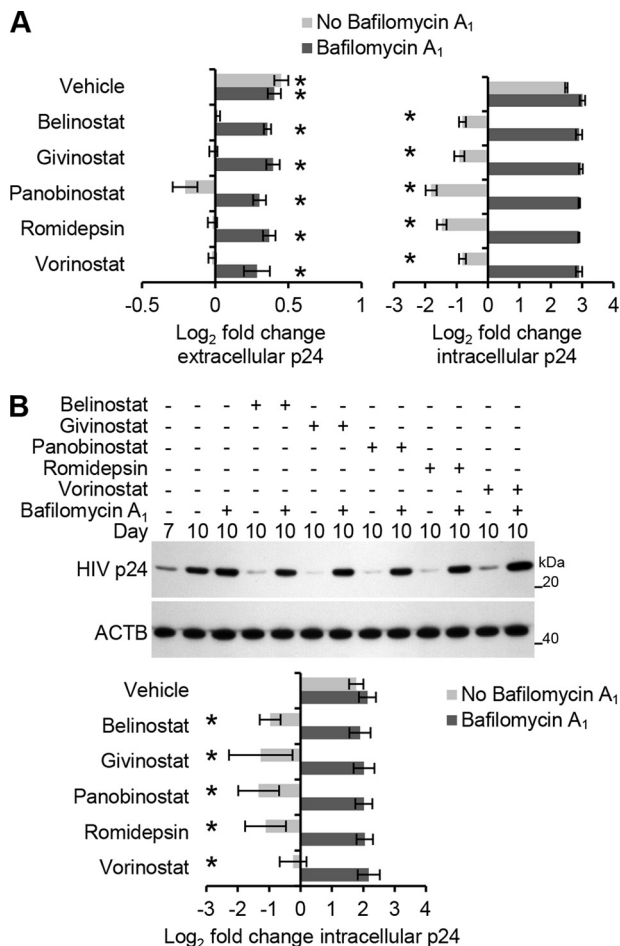 A
No Bafilomycin A1
Bafilomycin A1
Vehicle
Belinostat
Givinostat
Panobinostat
Romidepsin
Vorinostat
* * * * * * *
* * * * *
-0.5 0 0.5 1
Log2 fold change
extracellular p24
-3 -2 -1 0 1 2 3 4
Log2 fold change
intracellular p24
B
Belinostat - - - + + - - - - - - - -
Givinostat - - - - - + + - - - - - -
Panobinostat - - - - - - - + + - - - -
Romidepsin - - - - - - - - - + + - -
Vorinostat - - - - - - - - - - - + +
Bafilomycin A1 - - + - + - + - + - + - +
Day 7 10 10 10 10 10 10 10 10 10 10 10 10
HIV p24
kDa
20
ACTB
40
No Bafilomycin A1
Bafilomycin A1
Vehicle
Belinostat *
Givinostat *
Panobinostat *
Romidepsin *
Vorinostat *
-3 -2 -1 0 1 2 3 4
Log2 fold change intracellular p24